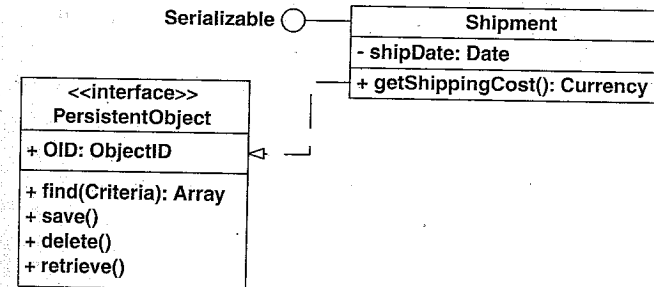 Serializable
Shipment
- shipDate: Date
+ getShippingCost(): Currency
<<interface>>
PersistentObject
+ OID: ObjectID
+ find(Criteria): Array
+ save()
+ delete()
+ retrieve()